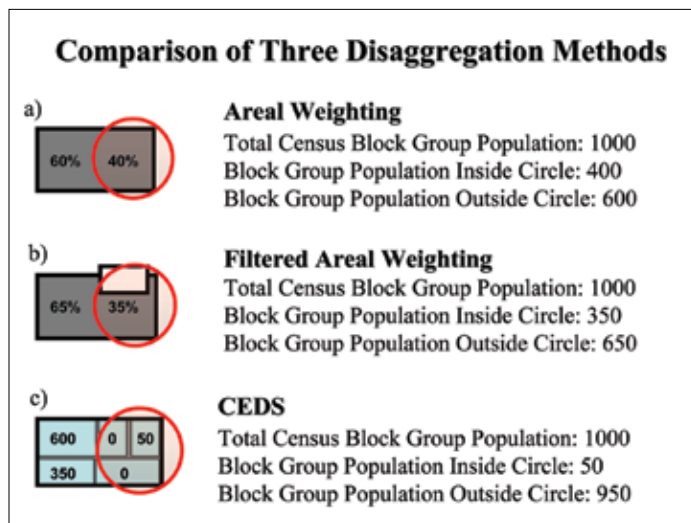 Comparison of Three Disaggregation Methods
a)
60% 40%
Areal Weighting
Total Census Block Group Population: 1000
Block Group Population Inside Circle: 400
Block Group Population Outside Circle: 600
b)
65% 35%
Filtered Areal Weighting
Total Census Block Group Population: 1000
Block Group Population Inside Circle: 350
Block Group Population Outside Circle: 650
c)
600 0 50
350 0
CEDS
Total Census Block Group Population: 1000
Block Group Population Inside Circle: 50
Block Group Population Outside Circle: 950